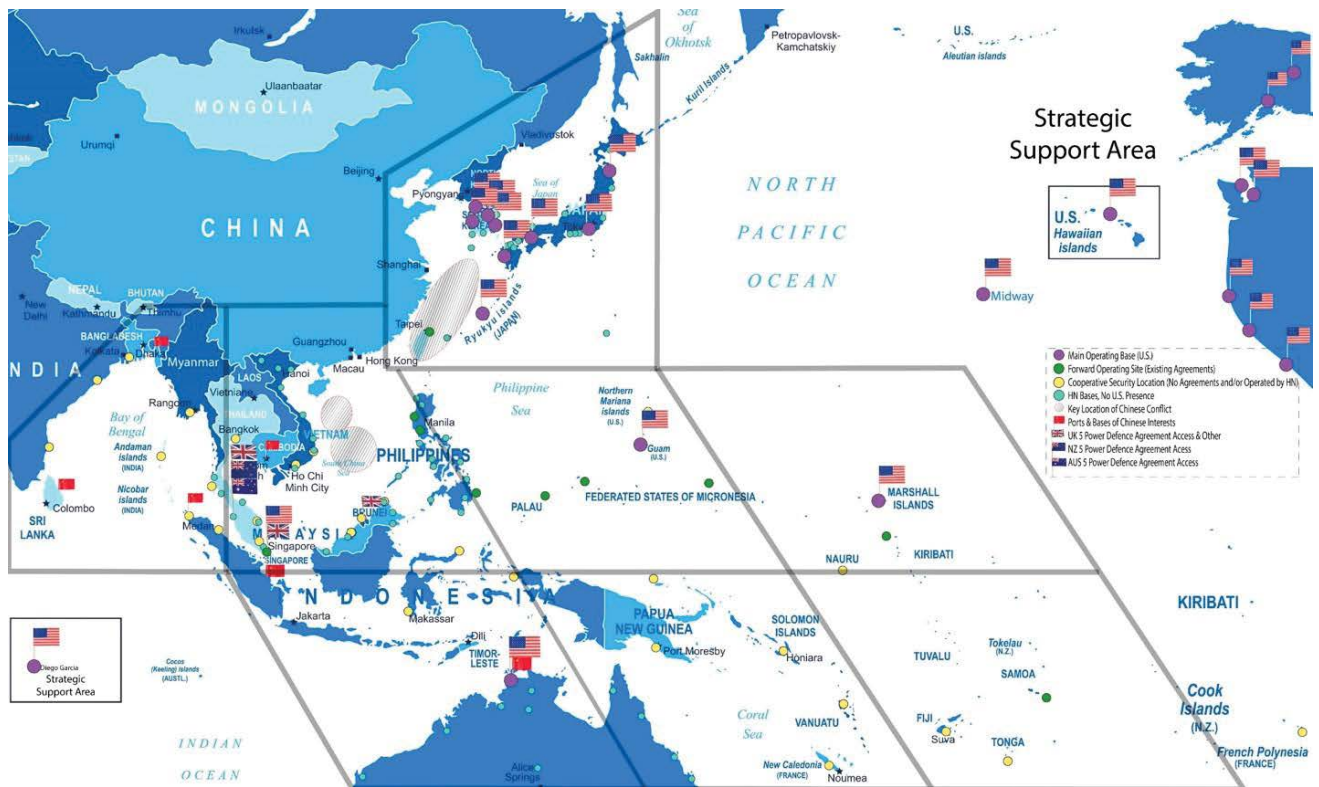 Sea
of
Okhotsk
Irkutsk
Petropavlovsk-
Kamchatskiy
Sakhalin
U.S.
Aleutian islands
Kuril Islands
Ulaanbaatar
MONGOLIA
Urumqi
Vladivostok
Strategic
Support Area
Beijing
Pyongyang
Sea of
Japan
NORTH
PACIFIC
OCEAN
CHINA
U.S.
Hawaiian
islands
Shanghai
Midway
NEPAL
BHUTAN
New
Delhi
Kathmandu
Thimhu
Ryukyu islands
(JAPAN)
Taipei
BANGLADESH
Kolkata
Dhaka
INDIA
Myanmar
Guangzhou
Macau
Hong Kong
Hanoi
LAOS
Vientiane
Rangorn
THAILAND
Bangkok
Bay of
Bengal
Andaman
islands
(INDIA)
Nicobar
islands
(INDIA)
VIETNAM
Ho Chi
Minh City
South China
Sea
Philippine
Sea
Northern
Mariana
islands
(U.S.)
Manila
PHILIPPINES
Guam
(U.S.)
Main Operating Base (U.S.)
Forward Operating Site (Existing Agreements)
Cooperative Security Location (No Agreements and/or Operated by HN)
HN Bases, No U.S. Presence
Key Location of Chinese Conflict
Ports & Bases of Chinese Interests
UK 5 Power Defence Agreement Access & Other
NZ 5 Power Defence Agreement Acess
AUS 5 Power Defence Agreement Access
Colombo
SRI
LANKA
PALAU
FEDERATED STATES OF MICRONESIA
MARSHALL
ISLANDS
BRUNEI
Medan
MALAYSI
Singapore
SINGAPORE
NAURU
KIRIBATI
INDONESIA
KIRIBATI
Jakarta
Makassar
Dili
TIMOR-
LESTE
PAPUA
NEW GUINEA
Port Moresby
SOLOMON
ISLANDS
Honiara
TUVALU
Tokelau
(N.Z.)
SAMOA
Diego Garcia
Strategic
Support Area
Cocos
(Keeling) islands
(AUSTL.)
Cook
Islands
(N.Z.)
Coral
Sea
VANUATU
FIJI
Suva
TONGA
French Polynesia
(FRANCE)
INDIAN
OCEAN
Alice
Springs
New Caledonia
(FRANCE)
Noumea